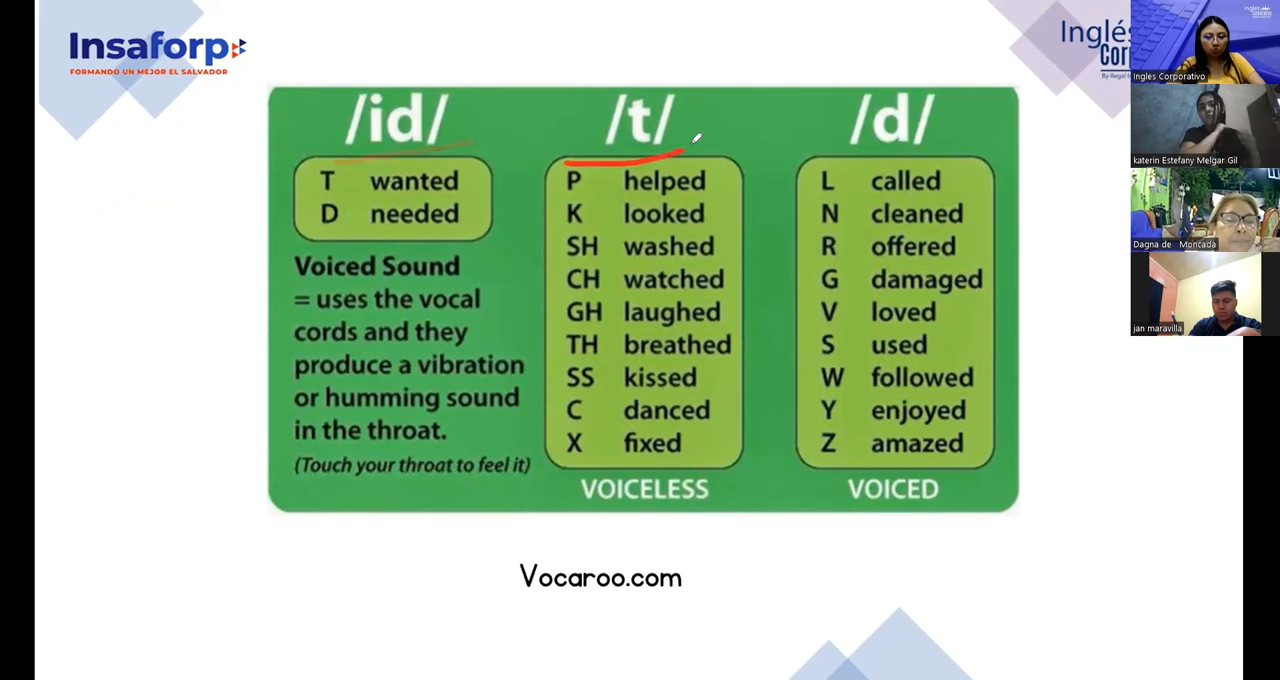 Insaforp
FORMANDO UN MEJOR EL SALVADOR
/id/
T wanted
D needed
Voiced Sound
= uses the vocal
cords and they
produce a vibration
or humming sound
in the throat.
(Touch your throat to feel it)
/t/
P helped
K looked
SH washed
CH watched
GH laughed
TH breathed
SS kissed
C danced
X fixed
VOICELESS
/d/
L called
N cleaned
R offered
G damaged
V loved
S used
W followed
Y enjoyed
Z amazed
VOICED
Vocaroo.com
Inglés
By Regal
Ingles Corporativo
katerin Estefany Melgar Gil
Dagna de Moncada
jan maravilla